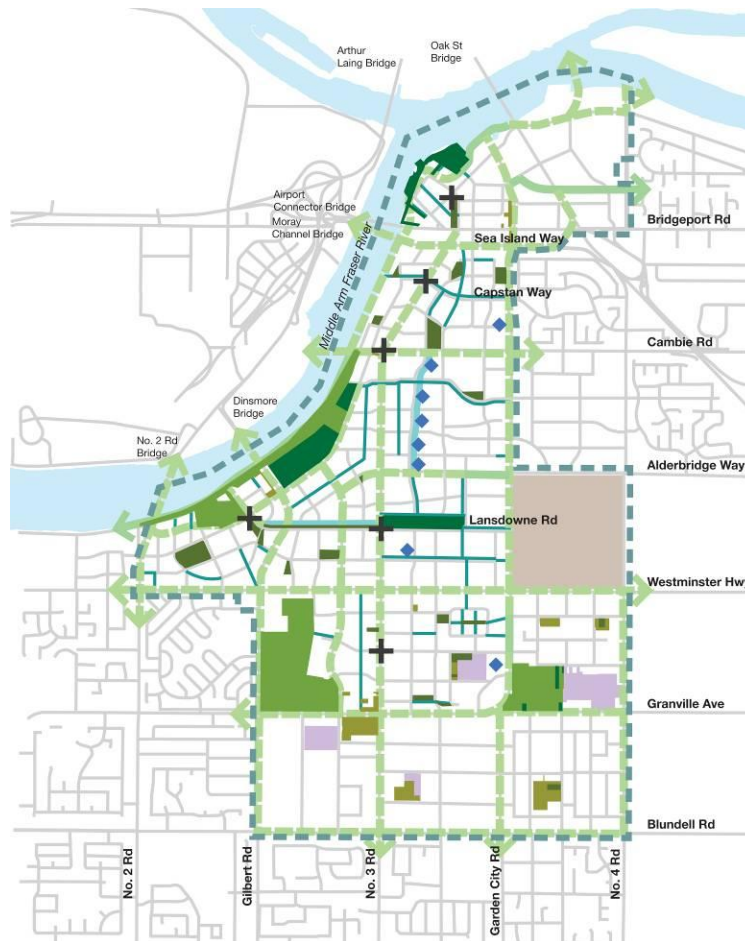 Arthur
Laing Bridge
Oak St
Bridge
Airport
Connector Bridge
Moray
Channel Bridge
Bridgeport Rd
Sea Island Way
Middle Arm Fraser River
Capstan Way
Cambie Rd
Dinsmore
Bridge
No. 2 Rd
Bridge
Alderbridge Way
Lansdowne Rd
Westminster Hwy
Granville Ave
Blundell Rd
No. 2 Rd
Gilbert Rd
No. 3 Rd
Garden City Rd
No. 4 Rd